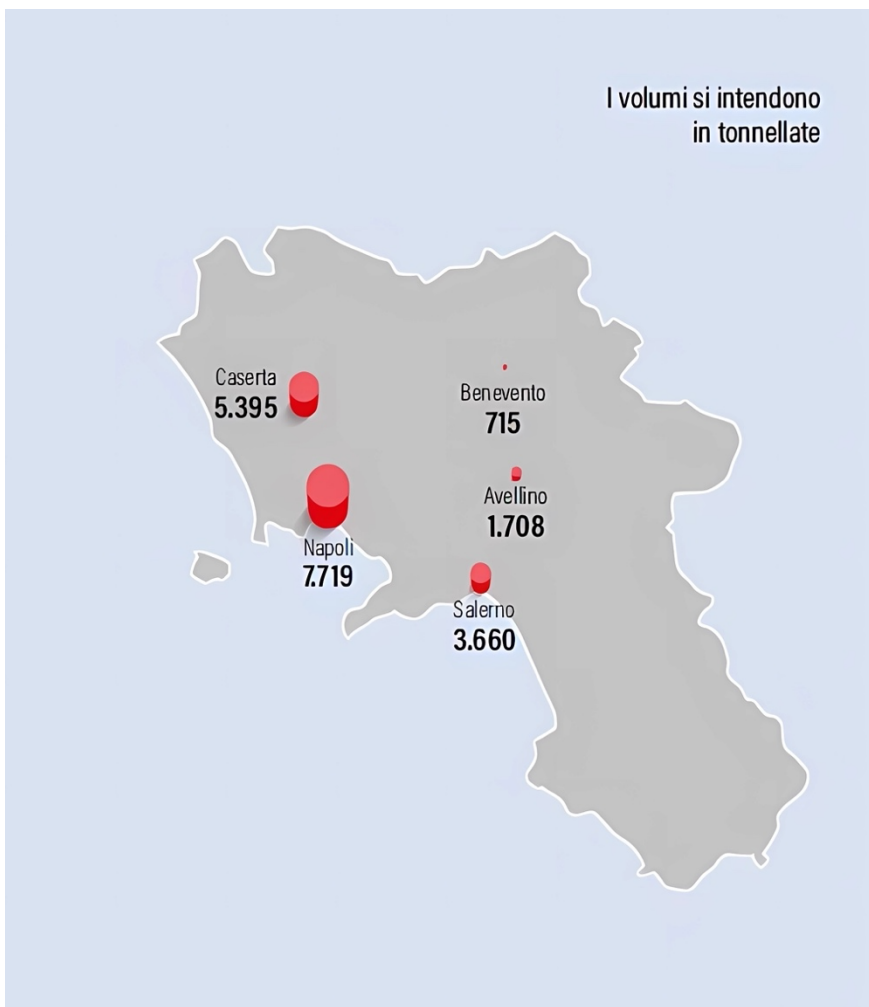 I volumi si intendono
in tonnellate
Caserta
5.395
Benevento
715
Avellino
1.708
Napoli
7.719
Salerno
3.660